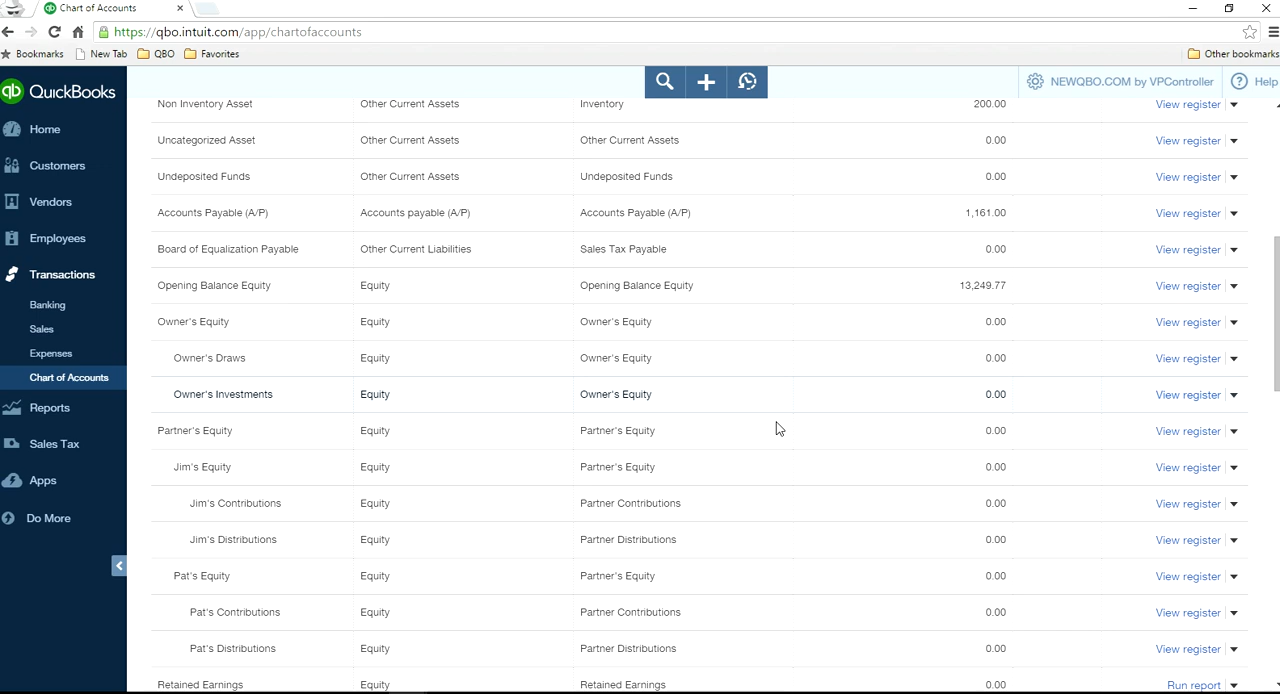 Chart of Accounts
https://qbo.intuit.com/app/chartofaccounts
Bookmarks New Tab QBO Favorites Other bookmarks
qb QuickBooks NEWQBO.COM by VPController ? Help
Non Inventory Asset Other Current Assets Inventory 200.00 View register
Home
Uncategorized Asset Other Current Assets Other Current Assets 0.00 View register
Customers
Undeposited Funds Other Current Assets Undeposited Funds 0.00 View register
Vendors
Accounts Payable (A/P) Accounts payable (A/P) Accounts Payable (A/P) 1,161.00 View register
Employees
Board of Equalization Payable Other Current Liabilities Sales Tax Payable 0.00 View register
Transactions
Opening Balance Equity Equity Opening Balance Equity 13,249.77 View register
Banking
Owner's Equity Equity Owner's Equity 0.00 View register
Sales
Expenses
Owner's Draws Equity Owner's Equity 0.00 View register
Chart of Accounts
Owner's Investments Equity Owner's Equity 0.00 View register
Reports
Partner's Equity Equity Partner's Equity 0.00 View register
Sales Tax
Jim's Equity Equity Partner's Equity 0.00 View register
Apps
Jim's Contributions Equity Partner Contributions 0.00 View register
Do More
Jim's Distributions Equity Partner Distributions 0.00 View register
Pat's Equity Equity Partner's Equity 0.00 View register
Pat's Contributions Equity Partner Contributions 0.00 View register
Pat's Distributions Equity Partner Distributions 0.00 View register
Retained Earnings Equity Retained Earnings 0.00 Run report